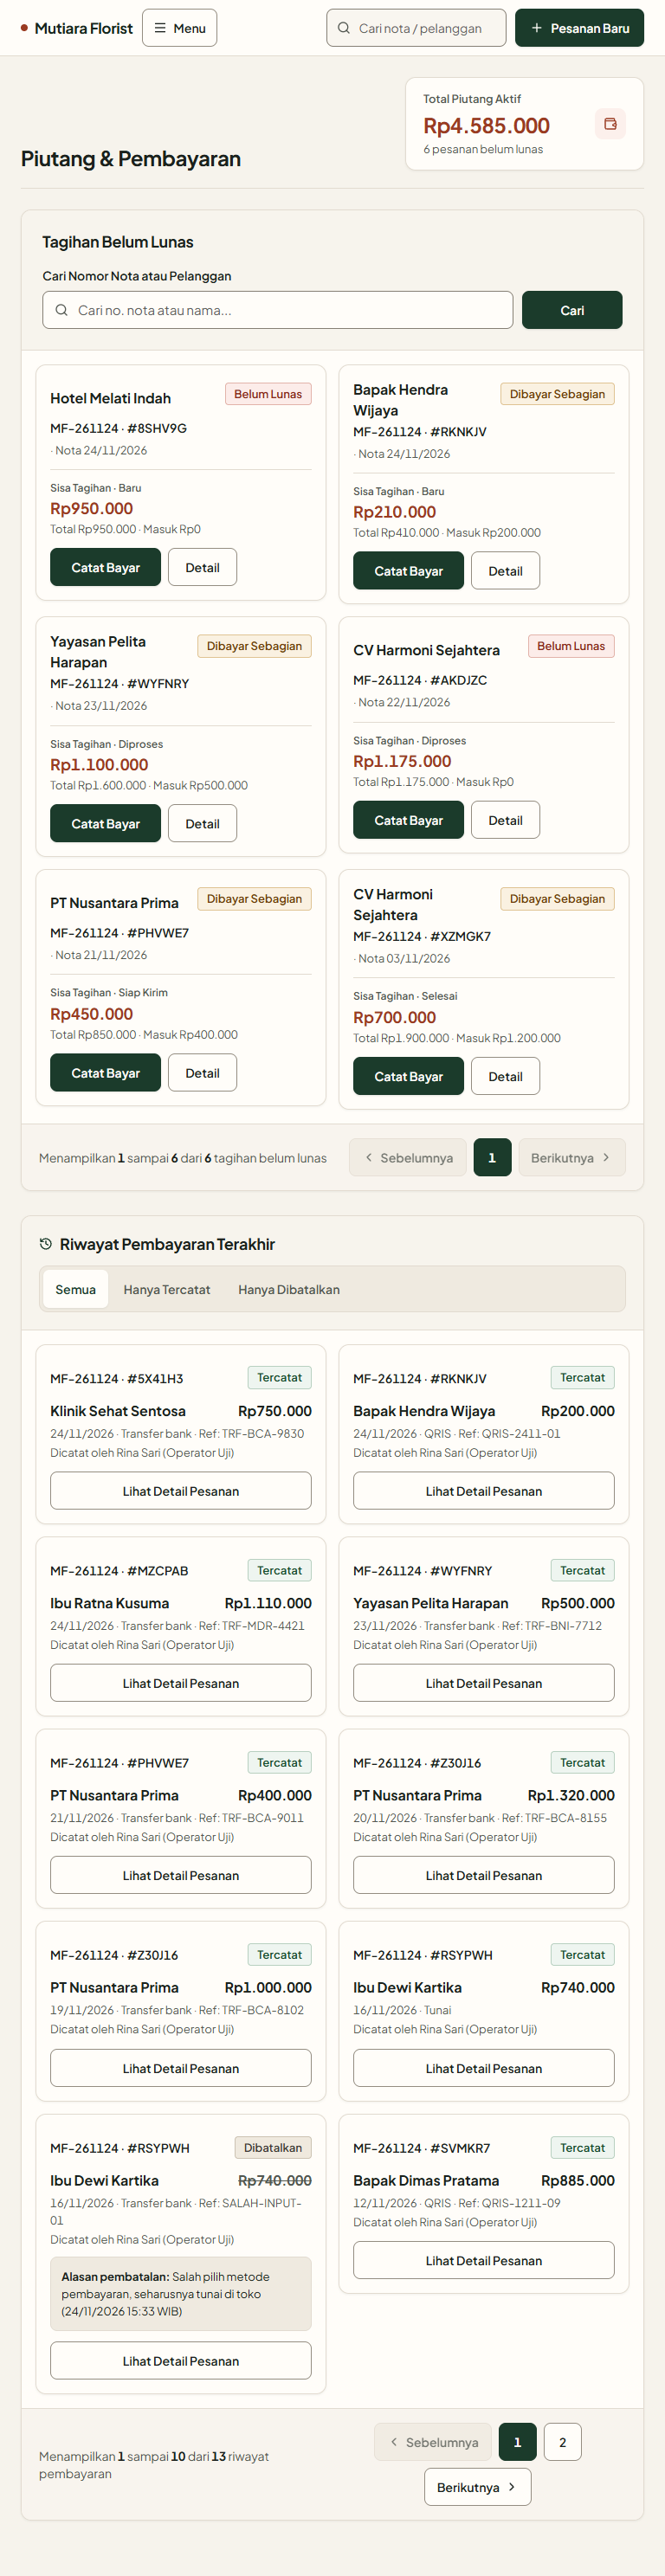 Mutiara Florist
Menu
Cari nota / pelanggan
Pesanan Baru
Piutang & Pembayaran
Total Piutang Aktif
Rp4.585.000
6 pesanan belum lunas
Tagihan Belum Lunas
Cari Nomor Nota atau Pelanggan
Cari no. nota atau nama...
Cari
Hotel Melati Indah
Belum Lunas
MF-261124 · #8SHV9G
· Nota 24/11/2026
Sisa Tagihan · Baru
Rp950.000
Total Rp950.000 · Masuk Rp0
Catat Bayar
Detail
Bapak Hendra
Wijaya
Dibayar Sebagian
MF-261124 · #RKNKJV
· Nota 24/11/2026
Sisa Tagihan · Baru
Rp210.000
Total Rp410.000 · Masuk Rp200.000
Catat Bayar
Detail
Yayasan Pelita
Harapan
Dibayar Sebagian
MF-261124 · #WYFNRY
· Nota 23/11/2026
Sisa Tagihan · Diproses
Rp1.100.000
Total Rp1.600.000 · Masuk Rp500.000
Catat Bayar
Detail
CV Harmoni Sejahtera
Belum Lunas
MF-261124 · #AKDJZC
· Nota 22/11/2026
Sisa Tagihan · Diproses
Rp1.175.000
Total Rp1.175.000 · Masuk Rp0
Catat Bayar
Detail
PT Nusantara Prima
Dibayar Sebagian
MF-261124 · #PHVWE7
· Nota 21/11/2026
Sisa Tagihan · Siap Kirim
Rp450.000
Total Rp850.000 · Masuk Rp400.000
Catat Bayar
Detail
CV Harmoni
Sejahtera
Dibayar Sebagian
MF-261124 · #XZMGK7
· Nota 03/11/2026
Sisa Tagihan · Selesai
Rp700.000
Total Rp1.900.000 · Masuk Rp1.200.000
Catat Bayar
Detail
Menampilkan 1 sampai 6 dari 6 tagihan belum lunas
Sebelumnya
1
Berikutnya
Riwayat Pembayaran Terakhir
Semua
Hanya Tercatat
Hanya Dibatalkan
MF-261124 · #5X41H3
Tercatat
Klinik Sehat Sentosa
Rp750.000
24/11/2026 · Transfer bank · Ref: TRF-BCA-9830
Dicatat oleh Rina Sari (Operator Uji)
Lihat Detail Pesanan
MF-261124 · #RKNKJV
Tercatat
Bapak Hendra Wijaya
Rp200.000
24/11/2026 · QRIS · Ref: QRIS-2411-01
Dicatat oleh Rina Sari (Operator Uji)
Lihat Detail Pesanan
MF-261124 · #MZCPAB
Tercatat
Ibu Ratna Kusuma
Rp1.110.000
24/11/2026 · Transfer bank · Ref: TRF-MDR-4421
Dicatat oleh Rina Sari (Operator Uji)
Lihat Detail Pesanan
MF-261124 · #WYFNRY
Tercatat
Yayasan Pelita Harapan
Rp500.000
23/11/2026 · Transfer bank · Ref: TRF-BNI-7712
Dicatat oleh Rina Sari (Operator Uji)
Lihat Detail Pesanan
MF-261124 · #PHVWE7
Tercatat
PT Nusantara Prima
Rp400.000
21/11/2026 · Transfer bank · Ref: TRF-BCA-9011
Dicatat oleh Rina Sari (Operator Uji)
Lihat Detail Pesanan
MF-261124 · #Z30J16
Tercatat
PT Nusantara Prima
Rp1.320.000
20/11/2026 · Transfer bank · Ref: TRF-BCA-8155
Dicatat oleh Rina Sari (Operator Uji)
Lihat Detail Pesanan
MF-261124 · #Z30J16
Tercatat
PT Nusantara Prima
Rp1.000.000
19/11/2026 · Transfer bank · Ref: TRF-BCA-8102
Dicatat oleh Rina Sari (Operator Uji)
Lihat Detail Pesanan
MF-261124 · #RSYPWH
Tercatat
Ibu Dewi Kartika
Rp740.000
16/11/2026 · Tunai
Dicatat oleh Rina Sari (Operator Uji)
Lihat Detail Pesanan
MF-261124 · #RSYPWH
Dibatalkan
Ibu Dewi Kartika
Rp740.000
16/11/2026 · Transfer bank · Ref: SALAH-INPUT-
01
Dicatat oleh Rina Sari (Operator Uji)
Alasan pembatalan: Salah pilih metode
pembayaran, seharusnya tunai di toko
(24/11/2026 15:33 WIB)
Lihat Detail Pesanan
MF-261124 · #SVMKR7
Tercatat
Bapak Dimas Pratama
Rp885.000
12/11/2026 · QRIS · Ref: QRIS-1211-09
Dicatat oleh Rina Sari (Operator Uji)
Lihat Detail Pesanan
Menampilkan 1 sampai 10 dari 13 riwayat
pembayaran
Sebelumnya
1
2
Berikutnya